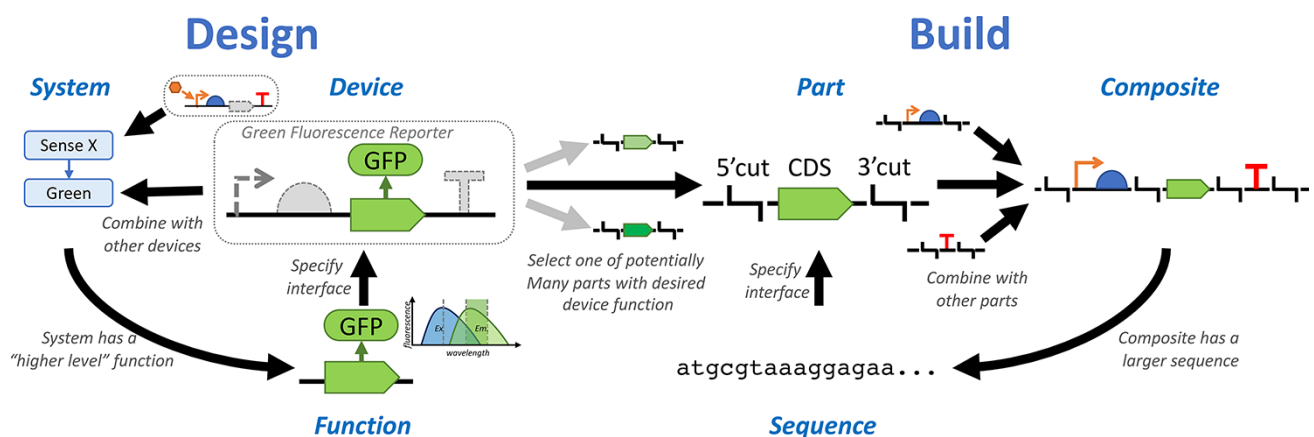 Design
Build
System
Device
Part
Composite
Sense X
Green
Green Fluorescence Reporter
GFP
5'cut
CDS
3'cut
Combine with
other devices
Specify
interface
Select one of potentially
Many parts with desired
device function
Specify
interface
Combine with
other parts
System has a
“higher level” function
GFP
fluorescence
Ex.
Em.
wavelength
atgcgtaaaggagaa...
Composite has a
larger sequence
Function
Sequence